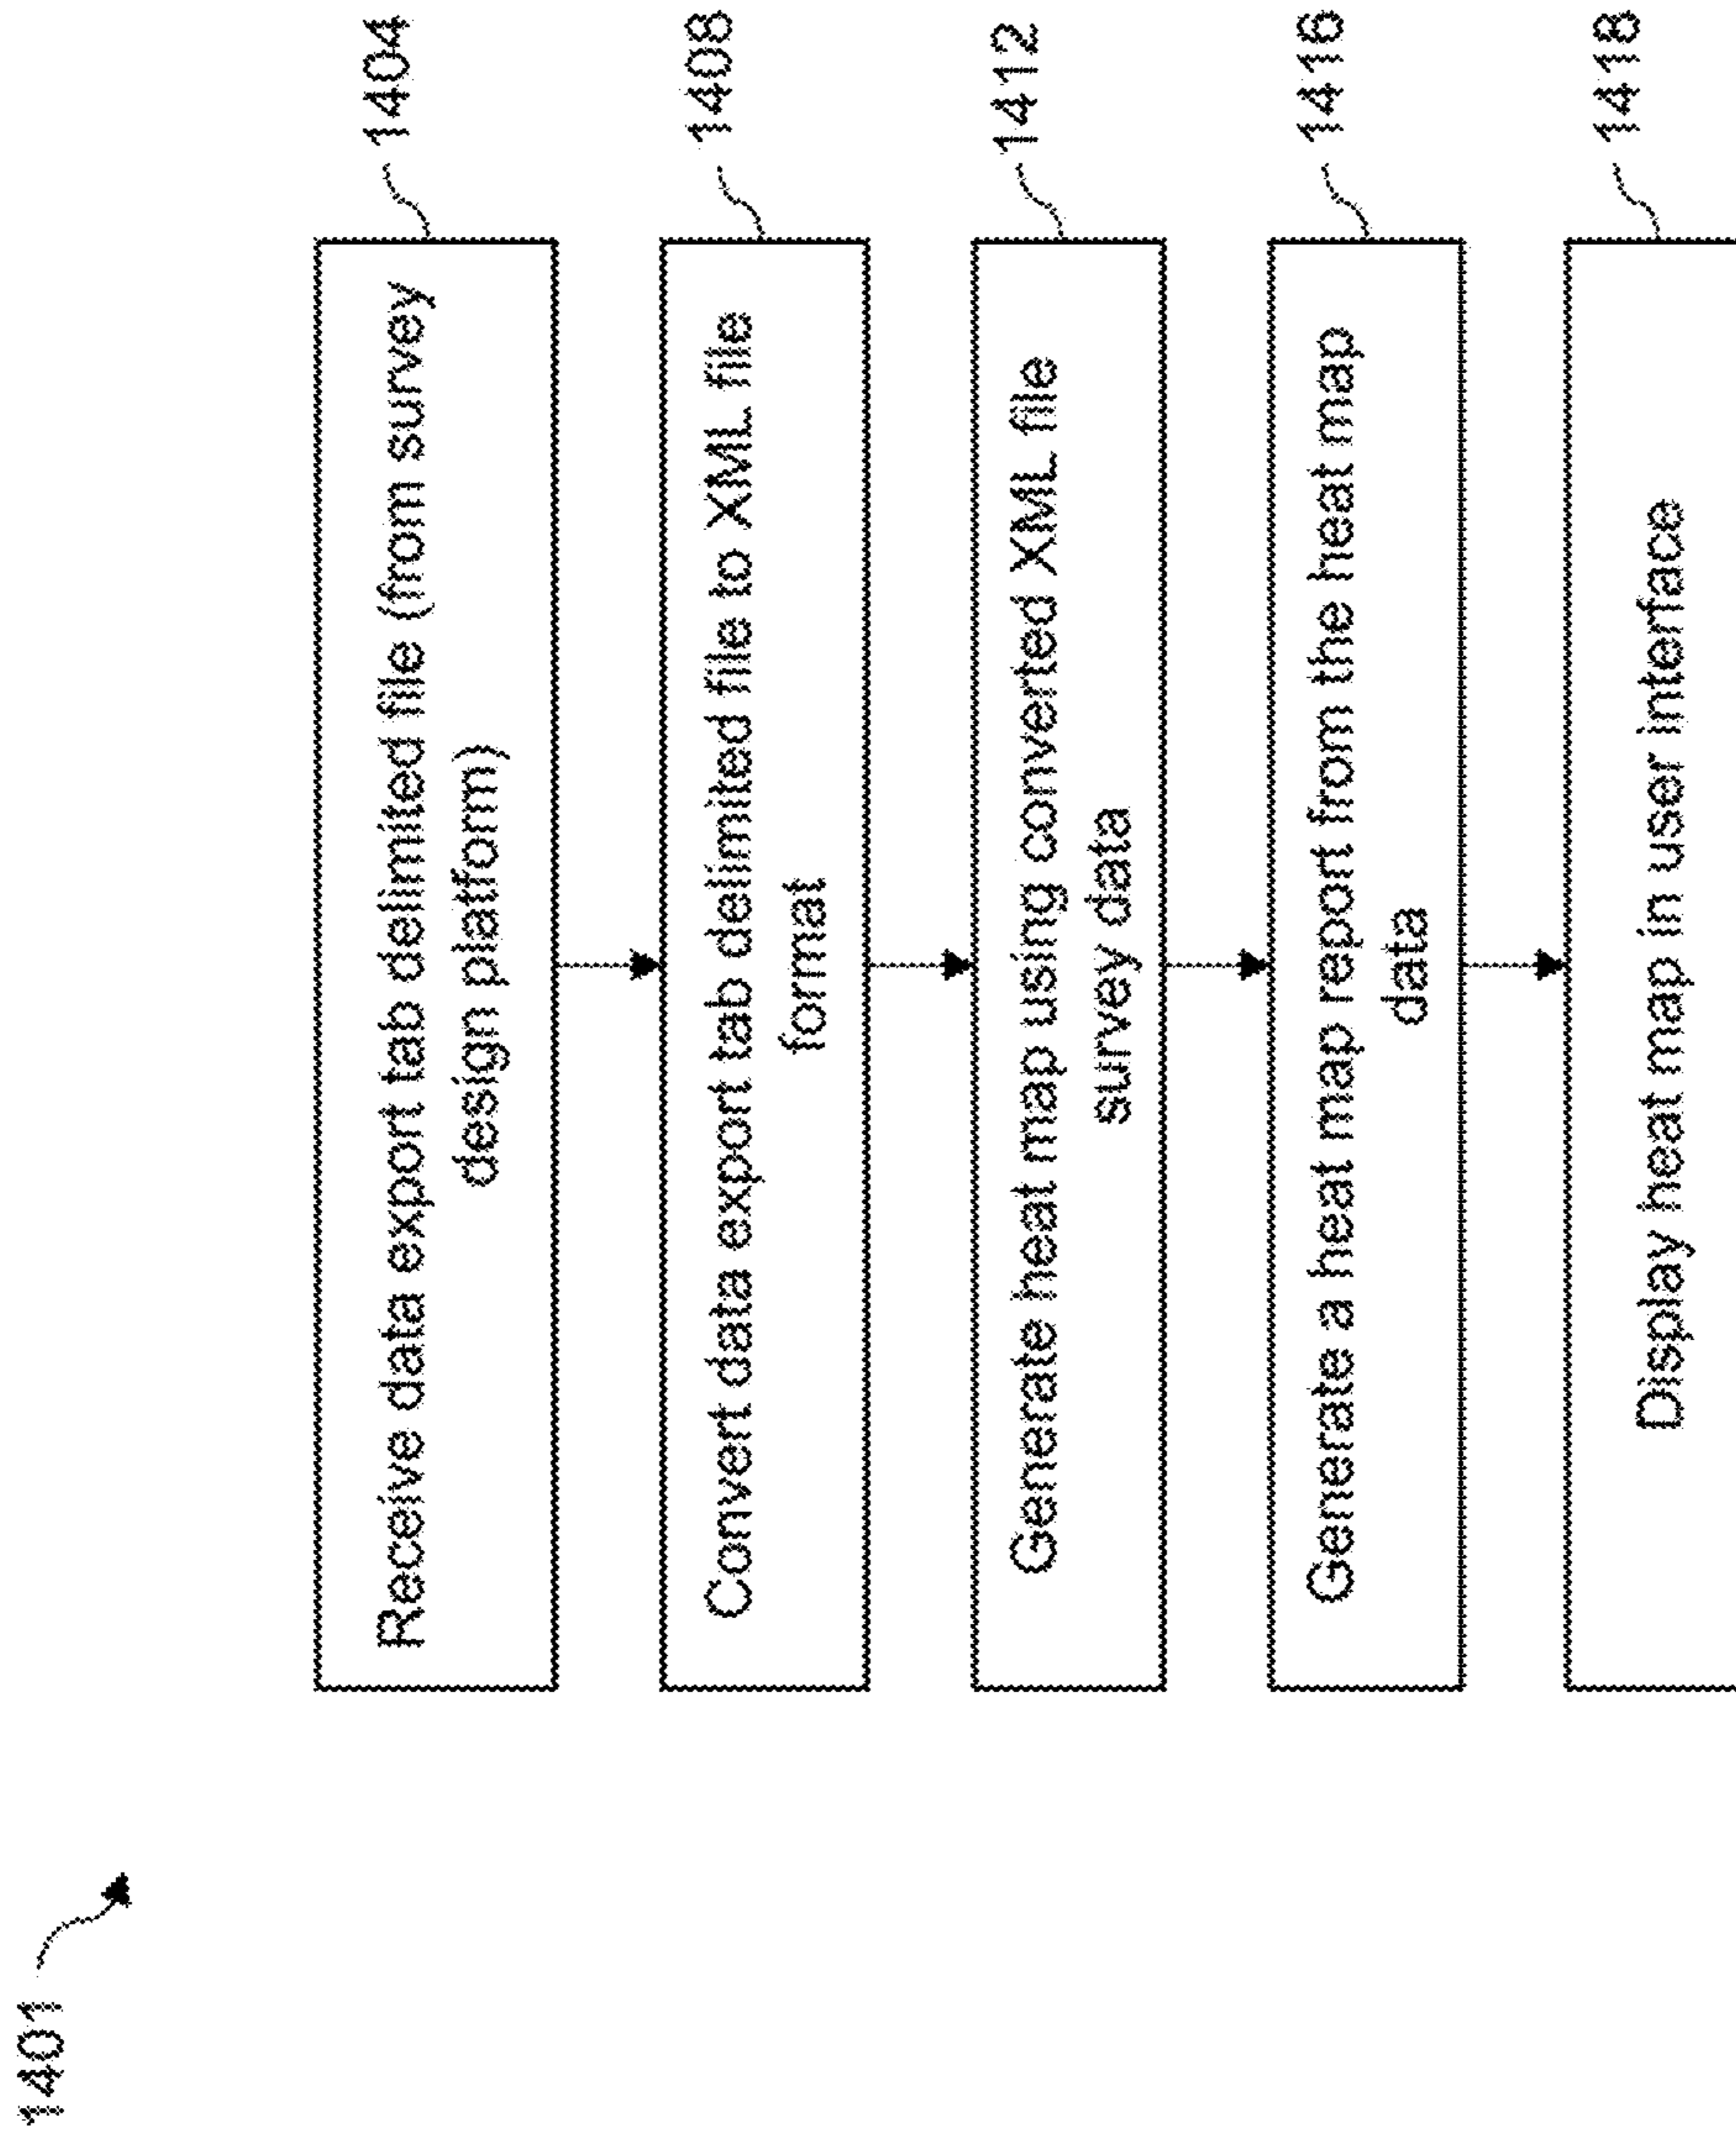 1401
Receive data export tab delimited file (from survey
design platform)
1404
Convert data export tab delimited file to XML file
format
1408
Generate heat map using converted XML file
survey data
1412
Generate a heat map report from the heat map
data
1416
Display heat map in user interface
1418